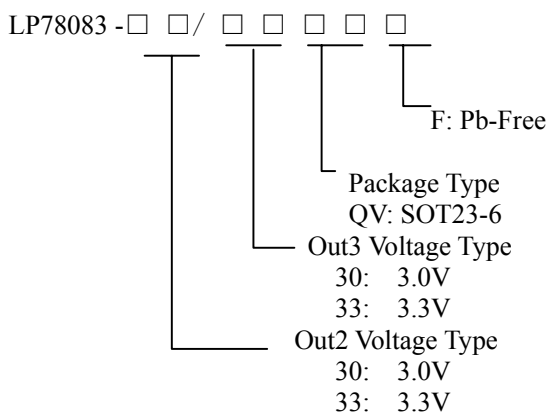 LP78083 -□ □/ □ □ □ □ □
F: Pb-Free
Package Type
QV: SOT23-6
Out3 Voltage Type
30: 3.0V
33: 3.3V
Out2 Voltage Type
30: 3.0V
33: 3.3V